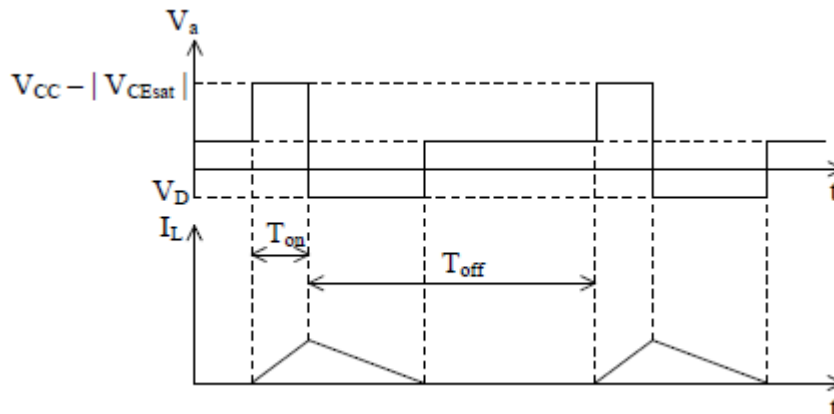 Va
VCC – | VCEsat |
t
VD
IL
Ton
Toff
t